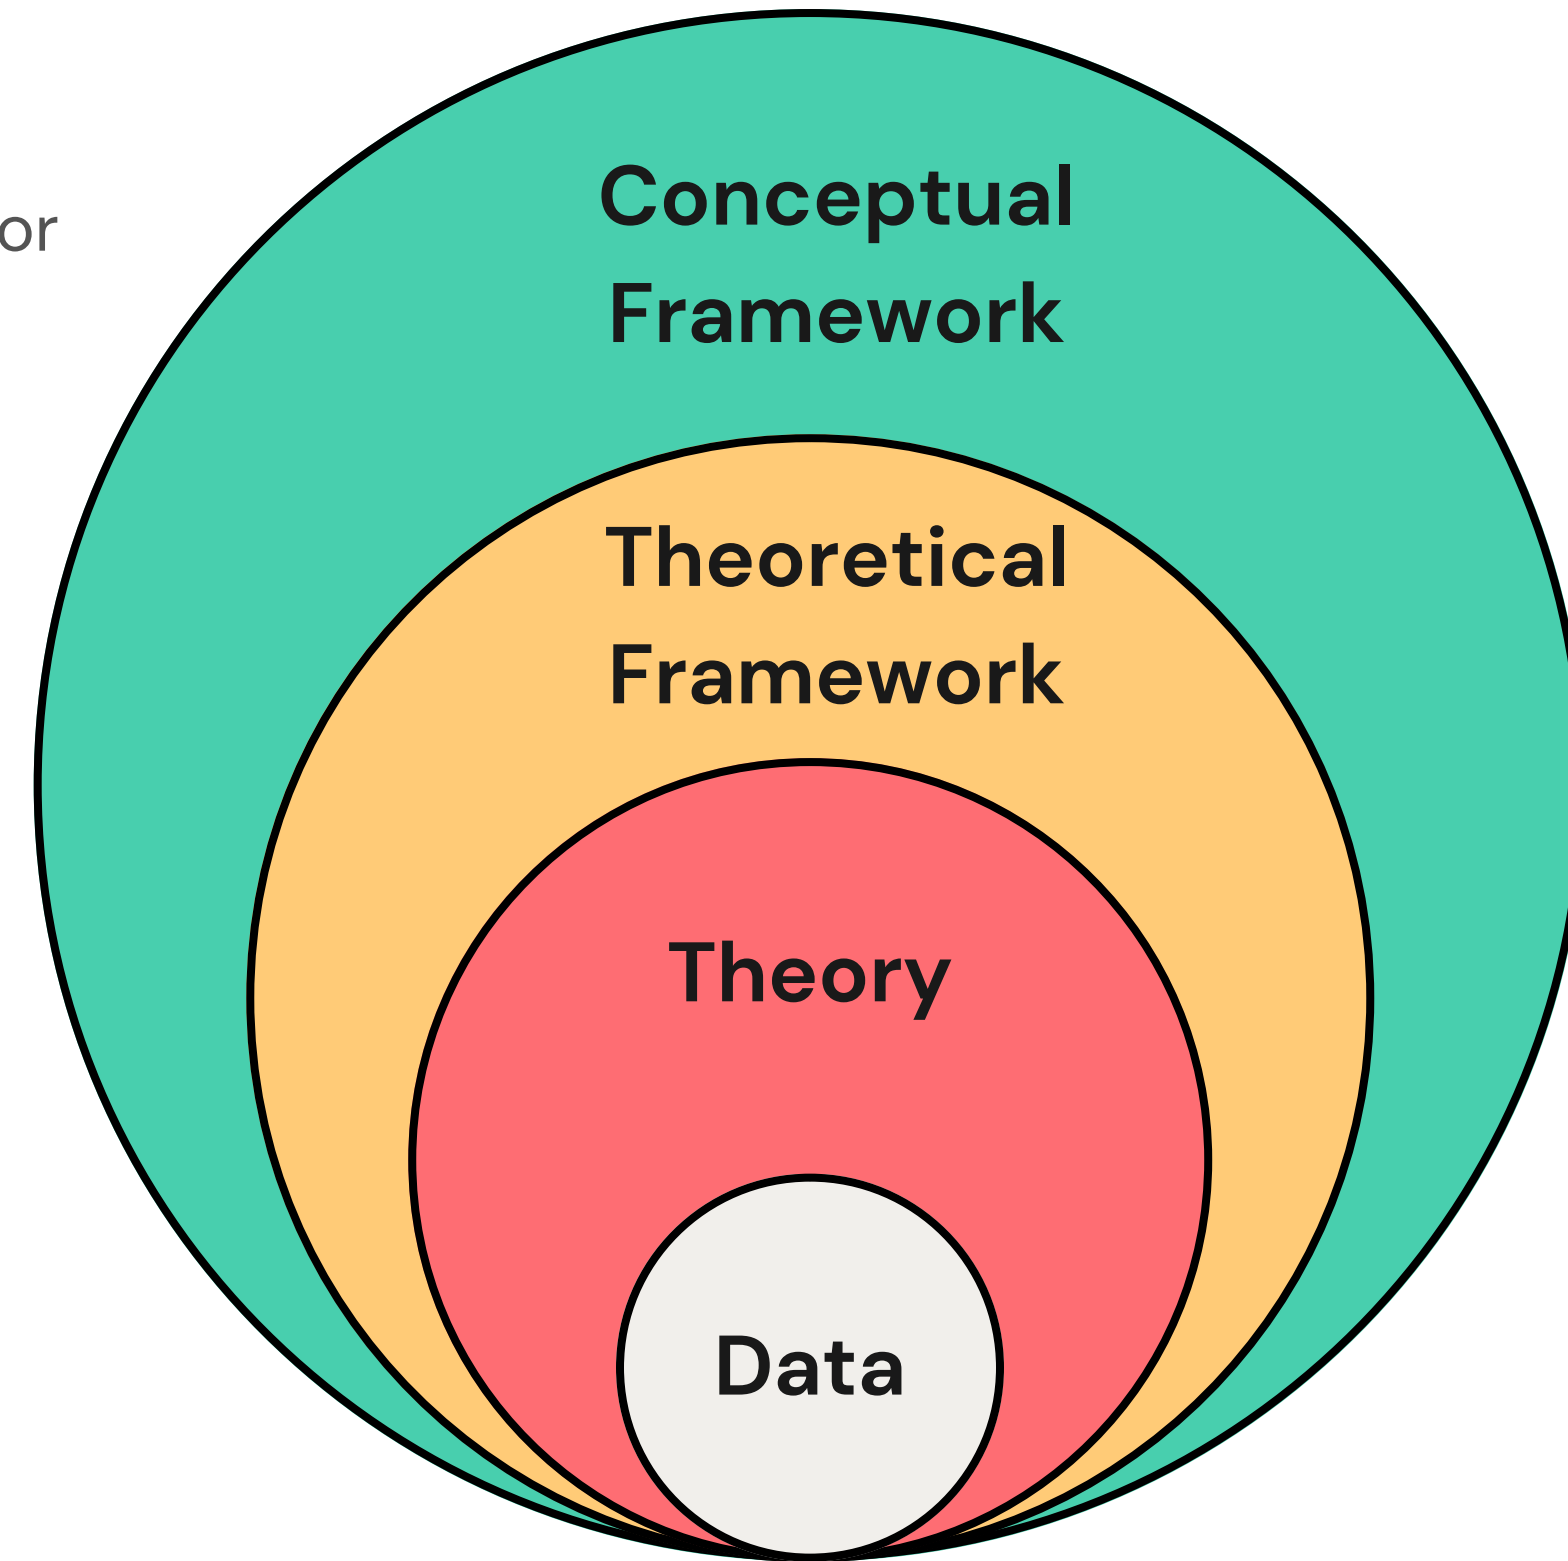 or
Conceptual
Framework
Theoretical
Framework
Theory
Data